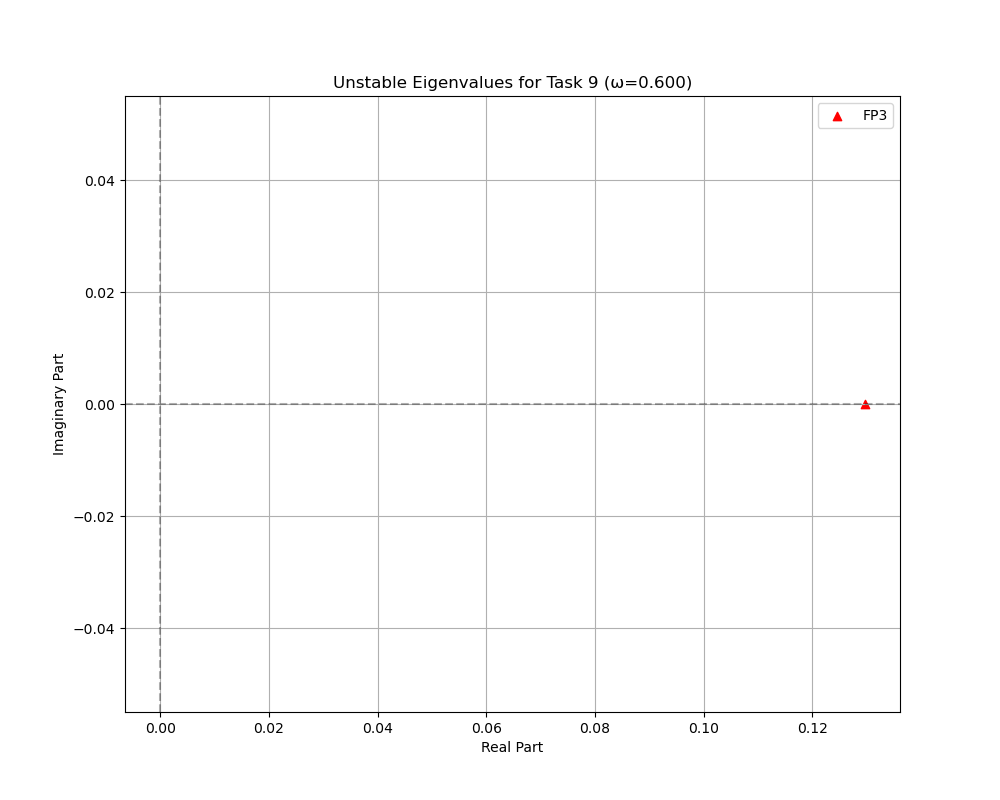 Unstable Eigenvalues for Task 9 (ω=0.600)
FP3
0.04
0.02
0.00
−0.02
−0.04
Imaginary Part
0.00 0.02 0.04 0.06 0.08 0.10 0.12
Real Part